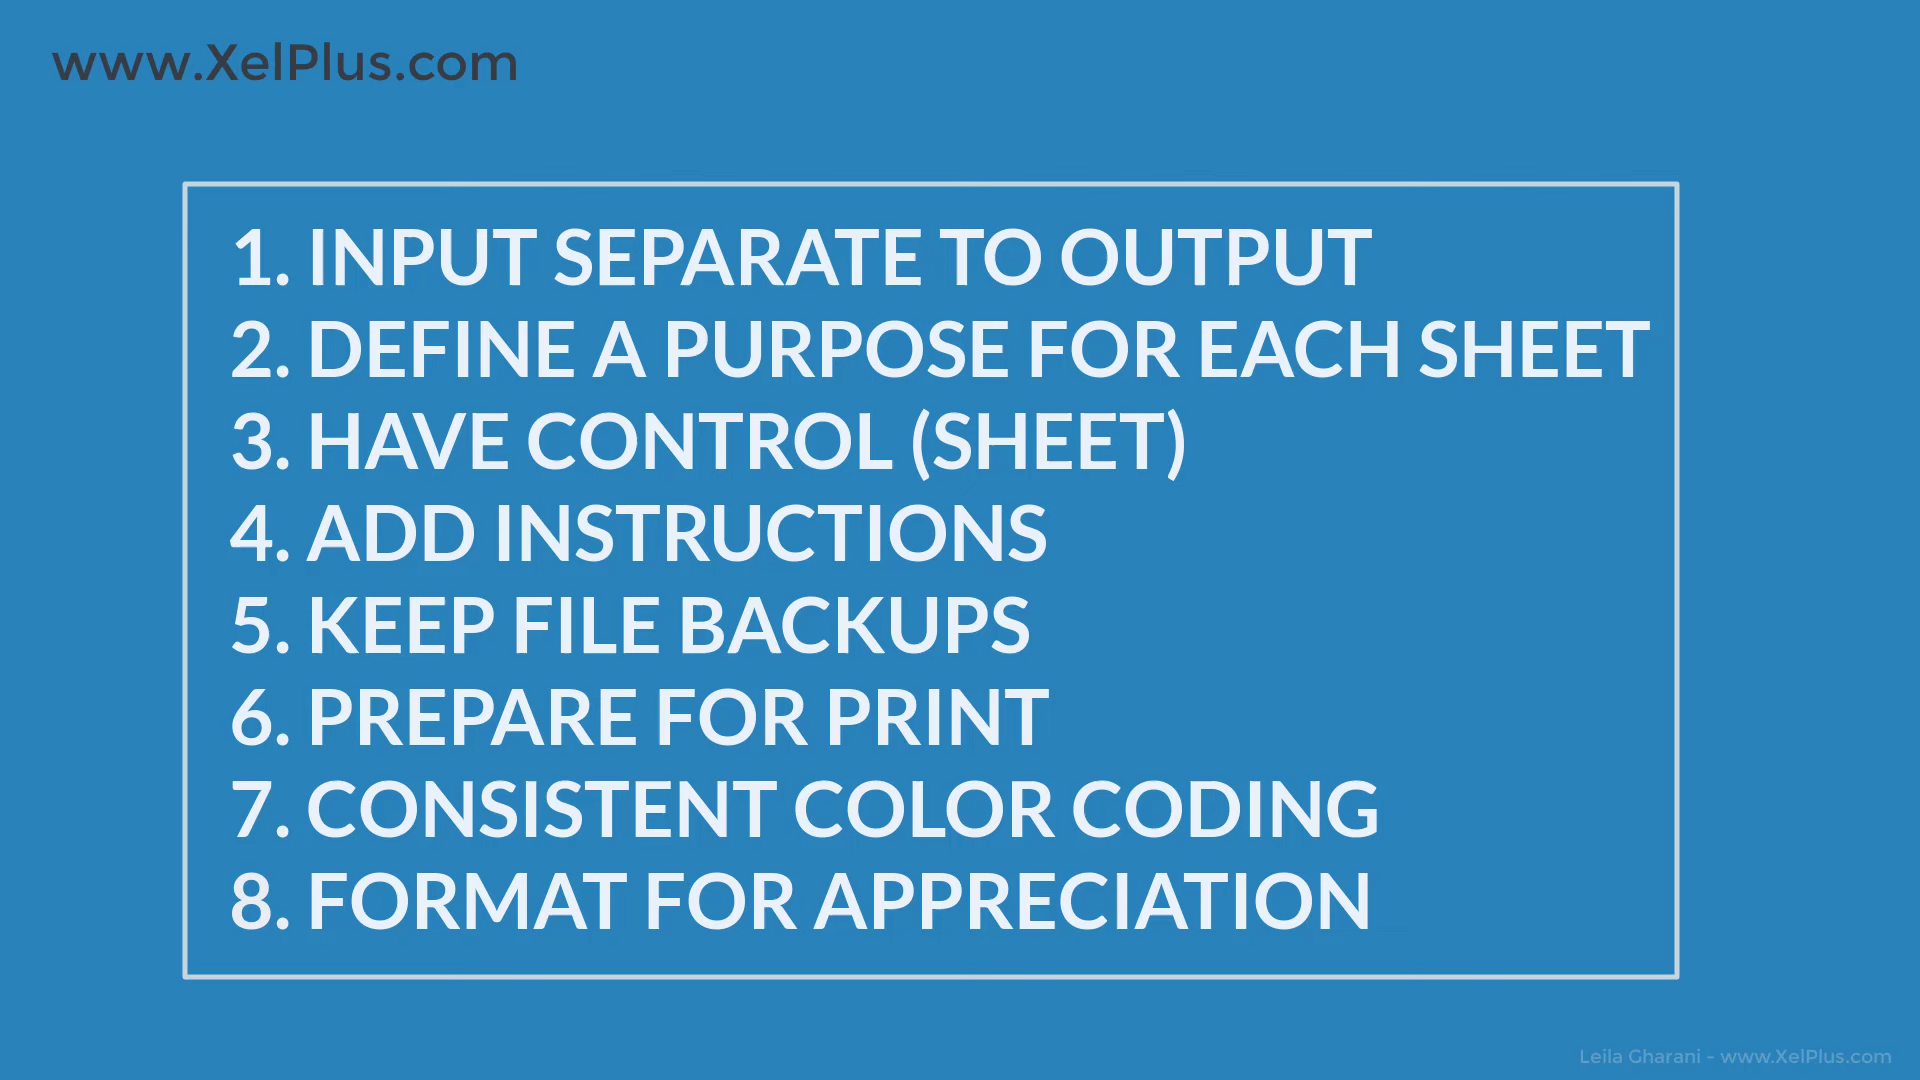 www.XelPlus.com
1. INPUT SEPARATE TO OUTPUT
2. DEFINE A PURPOSE FOR EACH SHEET
3. HAVE CONTROL (SHEET)
4. ADD INSTRUCTIONS
5. KEEP FILE BACKUPS
6. PREPARE FOR PRINT
7. CONSISTENT COLOR CODING
8. FORMAT FOR APPRECIATION
Leila Gharani - www.XelPlus.com